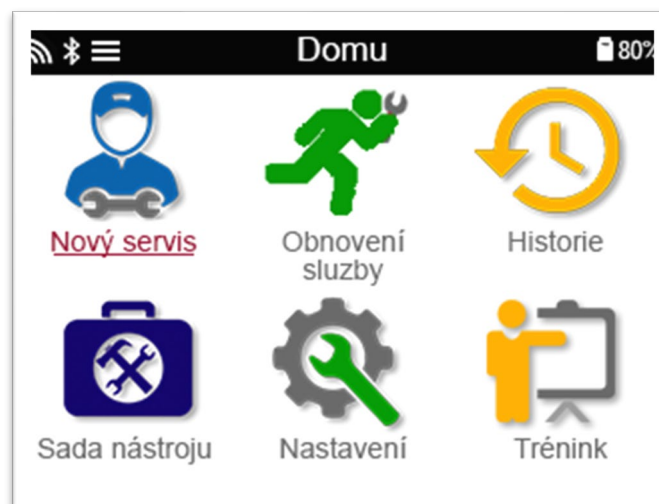 Domu
80%
Nový servis
Obnovení
sluzby
Historie
Sada nástroju
Nastavení
Trénink